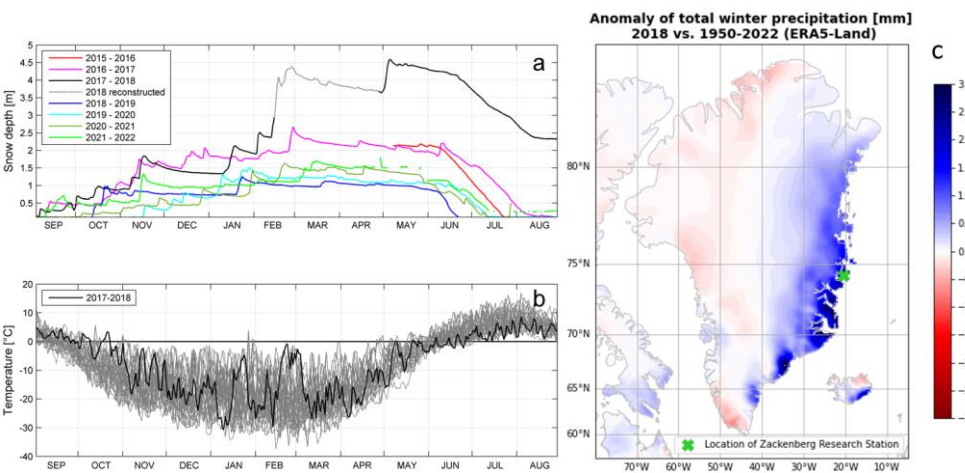 Anomaly of total winter precipitation [mm]
2018 vs. 1950-2022 (ERA5-Land)
a
Snow depth [m]
5
4.5
4
3.5
3
2.5
2
1.5
1
0.5
2015 - 2016
2016 - 2017
2017 - 2018
2018 reconstructed
2018 - 2019
2019 - 2020
2020 - 2021
2021 - 2022
SEP OCT NOV DEC JAN FEB MAR APR MAY JUN JUL AUG
b
Temperature [°C]
20
10
0
-10
-20
-30
-40
2017-2018
SEP OCT NOV DEC JAN FEB MAR APR MAY JUN JUL AUG
c
80°N
75°N
70°N
65°N
60°N
Location of Zackenberg Research Station
70°W 60°W 50°W 40°W 30°W 20°W 10°W